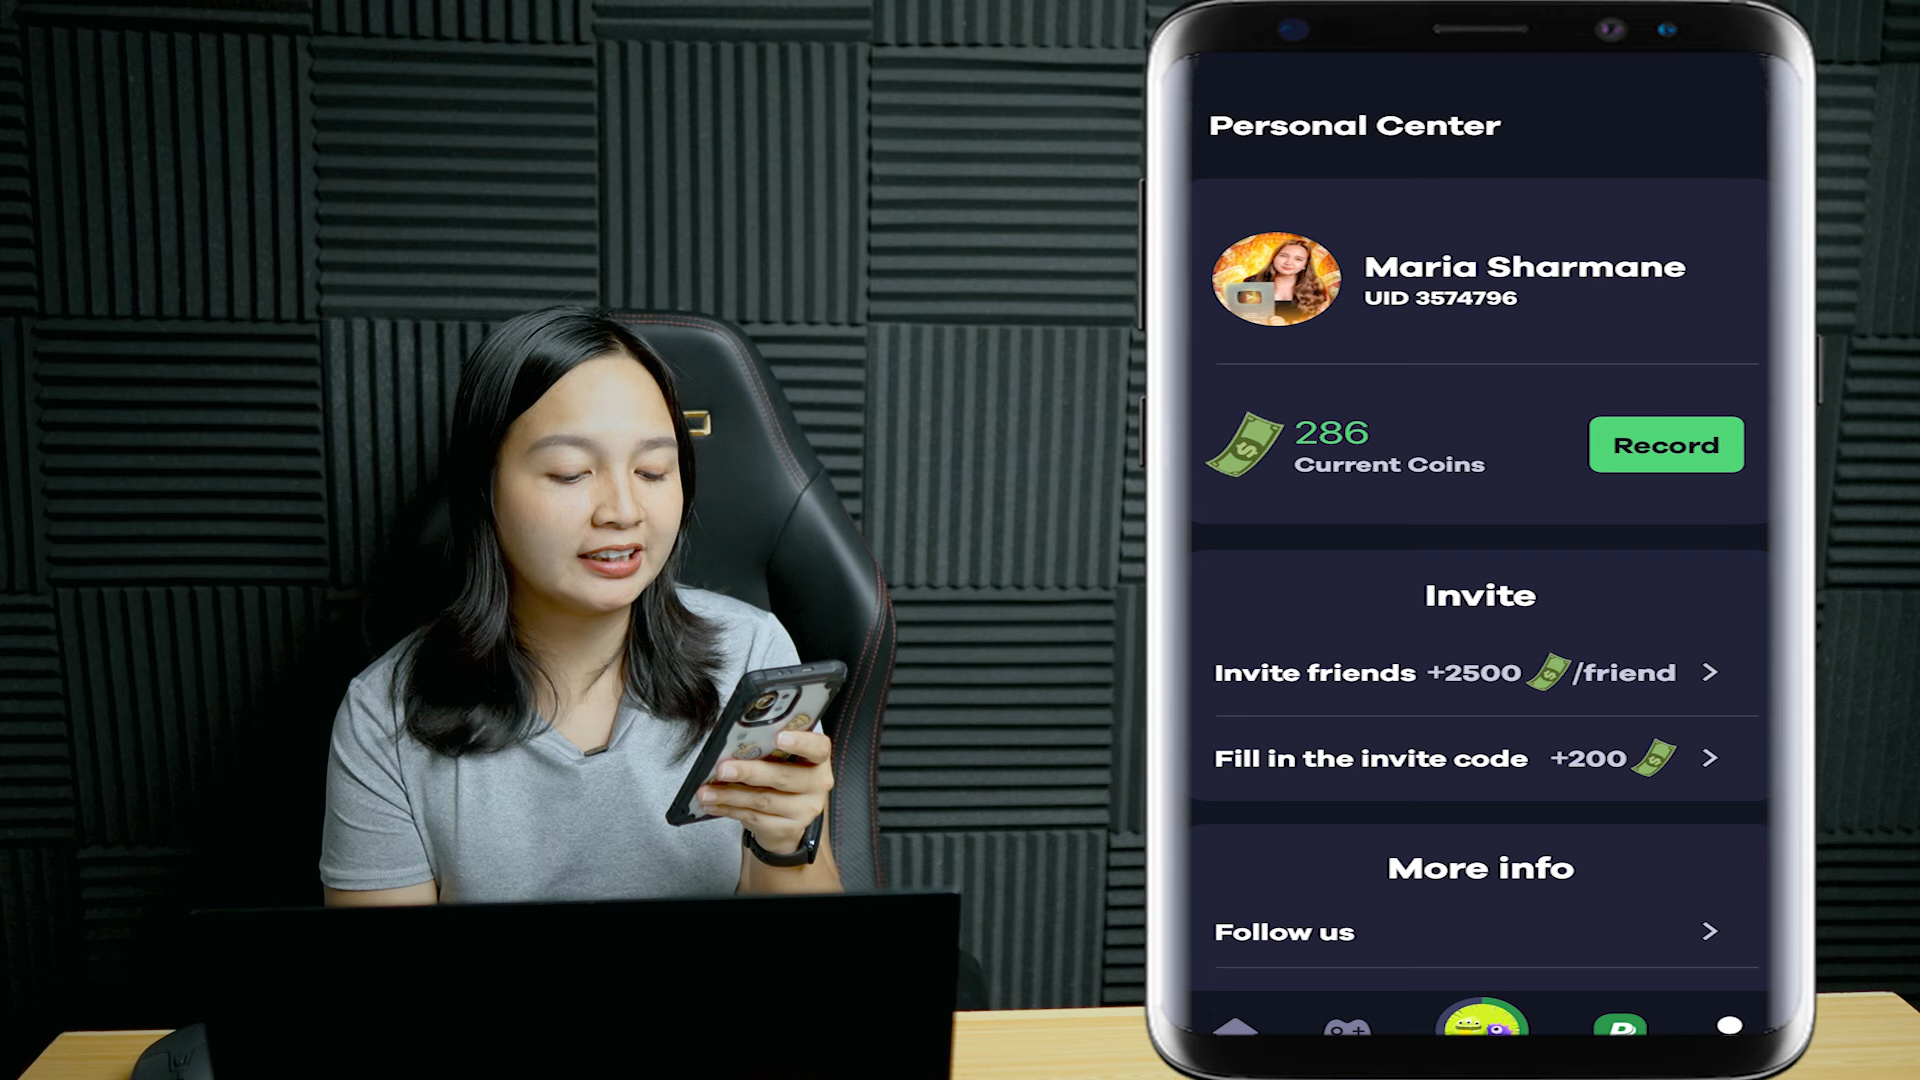 Personal Center
Maria Sharmane
UID 3574796
286
Current Coins
Record
Invite
Invite friends +2500 /friend
Fill in the invite code +200
More info
Follow us